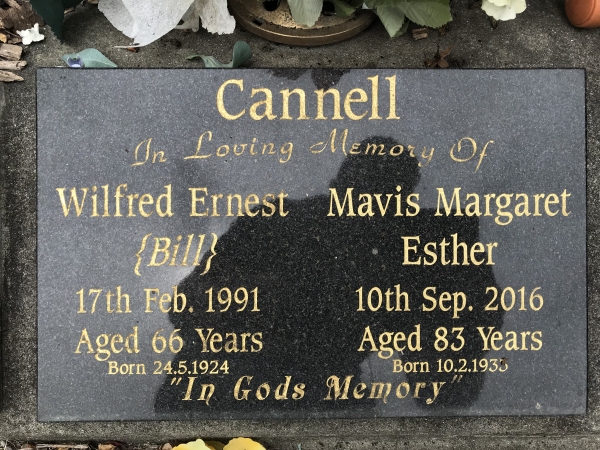 Cannell
In Loving Memory Of
Wilfred Ernest
{Bill}
17th Feb. 1991
Aged 66 Years
Born 24.5.1924
Mavis Margaret
Esther
10th Sep. 2016
Aged 83 Years
Born 10.2.1933
"In Gods Memory"